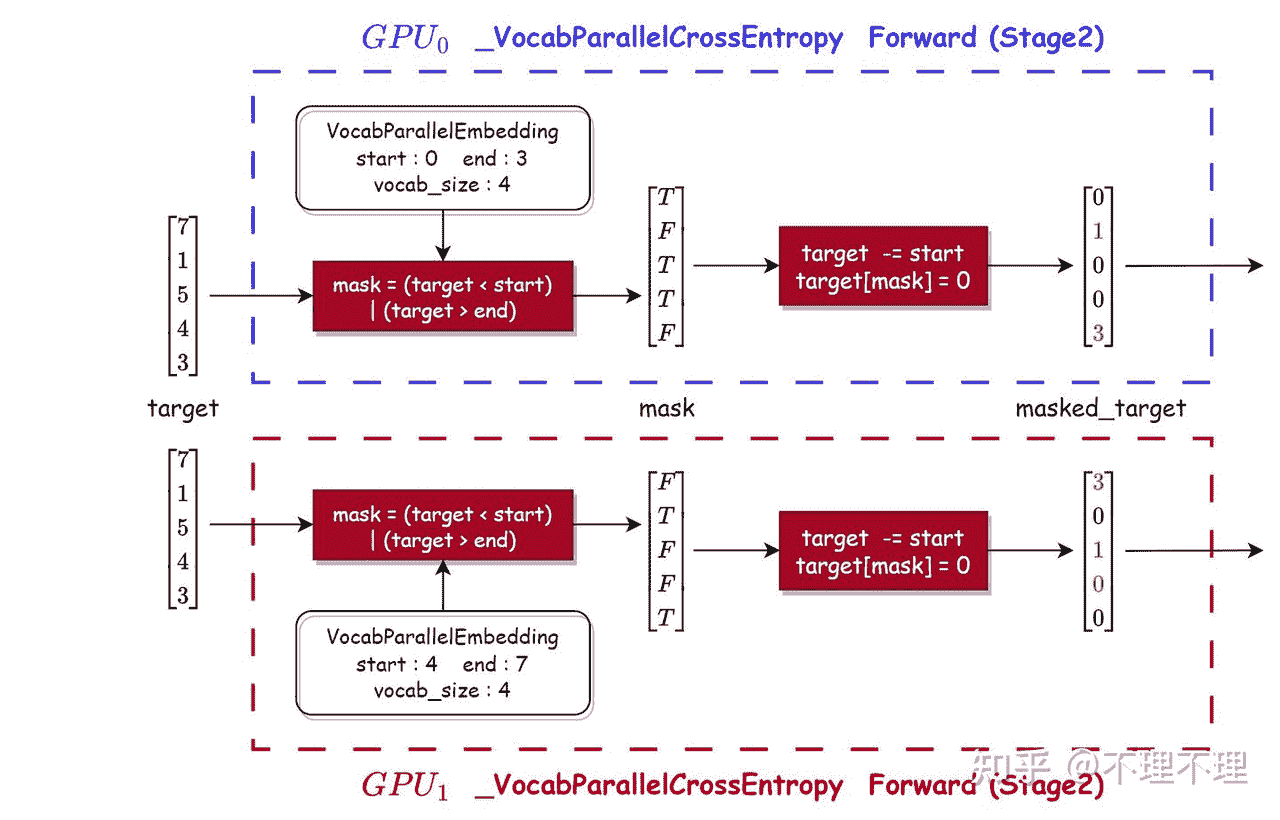 GPU₀ _VocabParallelCrossEntropy Forward (Stage2)
VocabParallelEmbedding
start : 0 end : 3
vocab_size : 4
7
1
5
4
3
mask = (target < start)
| (target > end)
T
F
T
T
F
target -= start
target[mask] = 0
0
1
0
0
3
target
mask
masked_target
7
1
5
4
3
mask = (target < start)
| (target > end)
F
T
F
F
T
target -= start
target[mask] = 0
3
0
1
0
0
VocabParallelEmbedding
start : 4 end : 7
vocab_size : 4
知乎 @不理不理
GPU₁ _VocabParallelCrossEntropy Forward (Stage2)